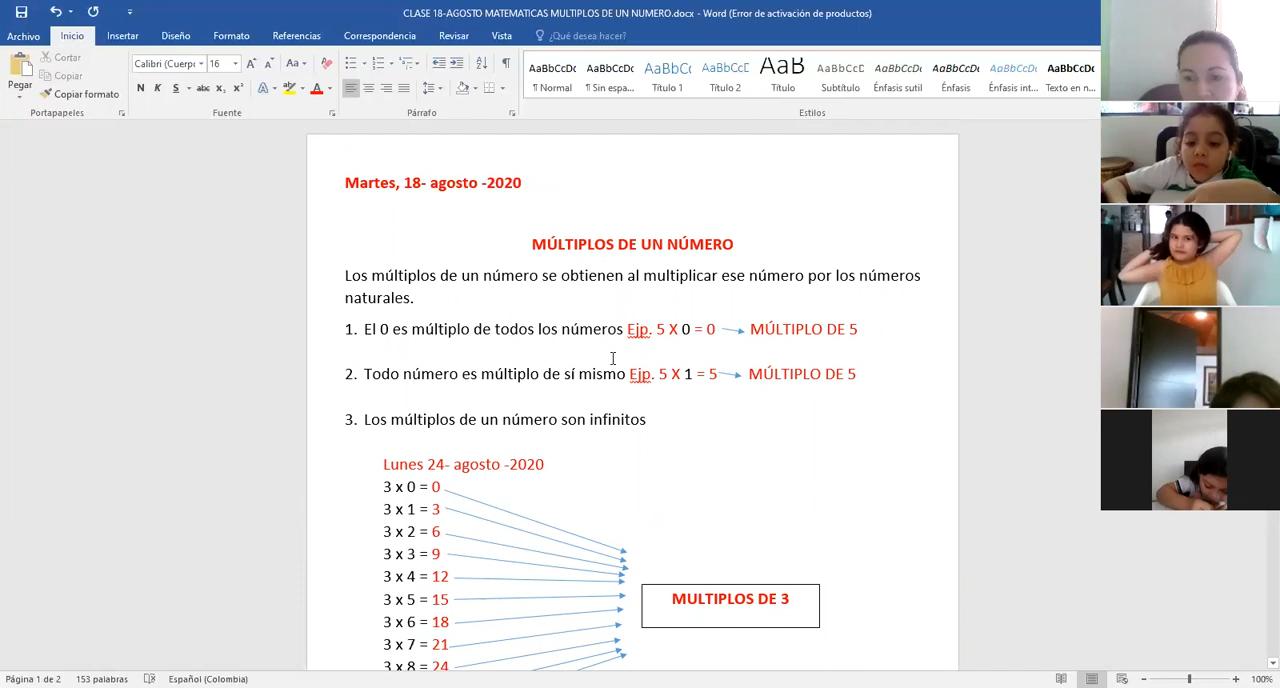 CLASE 18-AGOSTO MATEMATICAS MULTIPLOS DE UN NUMERO.docx - Word (Error de activación de productos)
Archivo Inicio Insertar Diseño Formato Referencias Correspondencia Revisar Vista ¿Qué desea hacer?
Pegar
Cortar
Copiar
Copiar formato
Portapapeles
Calibri (Cuerp 16
Aa
N K S abc x₂ x²
Fuente
Párrafo
AaBbCcDc AaBbCcDc AaBbCc AaBbCcD AaB AaBbCcD AaBbCcDc AaBbCcDc AaBbCcDc AaBbCcDc
¶ Normal ¶ Sin espa... Título 1 Título 2 Título Subtítulo Énfasis sutil Énfasis Énfasis int... Texto en n...
Estilos
Martes, 18- agosto -2020
MÚLTIPLOS DE UN NÚMERO
Los múltiplos de un número se obtienen al multiplicar ese número por los números
naturales.
1. El 0 es múltiplo de todos los números Ejp. 5 X 0 = 0 MÚLTIPLO DE 5
2. Todo número es múltiplo de sí mismo Ejp. 5 X 1 = 5 MÚLTIPLO DE 5
3. Los múltiplos de un número son infinitos
Lunes 24- agosto -2020
3 x 0 = 0
3 x 1 = 3
3 x 2 = 6
3 x 3 = 9
3 x 4 = 12
3 x 5 = 15
3 x 6 = 18
3 x 7 = 21
3 x 8 = 24
MULTIPLOS DE 3
Página 1 de 2 153 palabras Español (Colombia) 100%